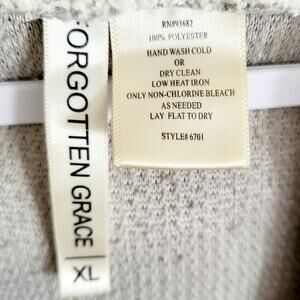 FORGOTTEN GRACE
XL
RN#93682
100% POLYESTER
HAND WASH COLD
OR
DRY CLEAN
LOW HEAT IRON
ONLY NON-CHLORINE BLEACH
AS NEEDED
LAY FLAT TO DRY
STYLE# 6701